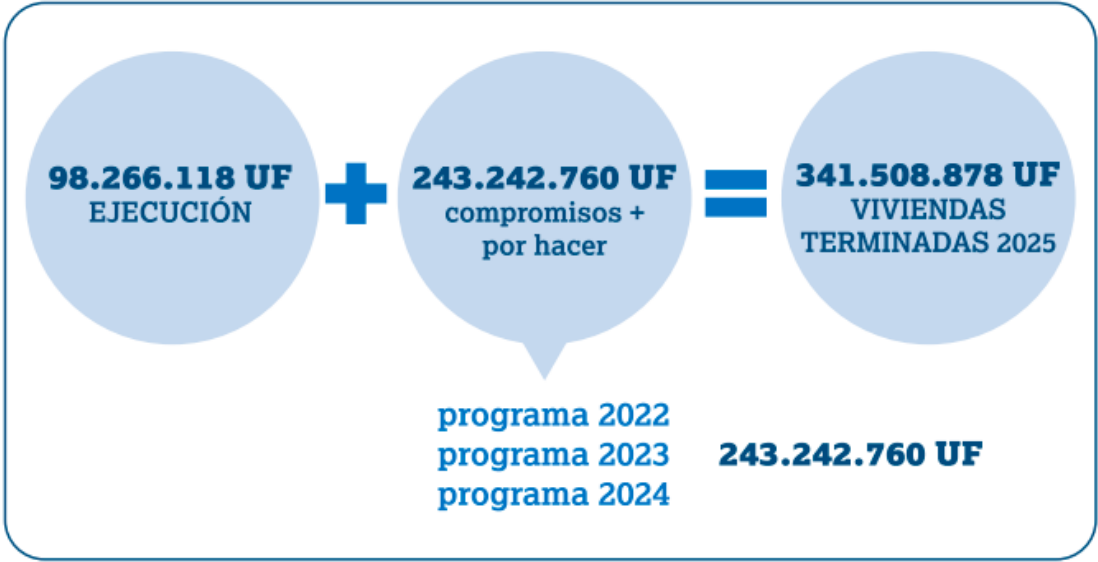 98.266.118 UF
EJECUCIÓN
+
243.242.760 UF
compromisos +
por hacer
=
341.508.878 UF
VIVIENDAS
TERMINADAS 2025
programa 2022
programa 2023
programa 2024
243.242.760 UF